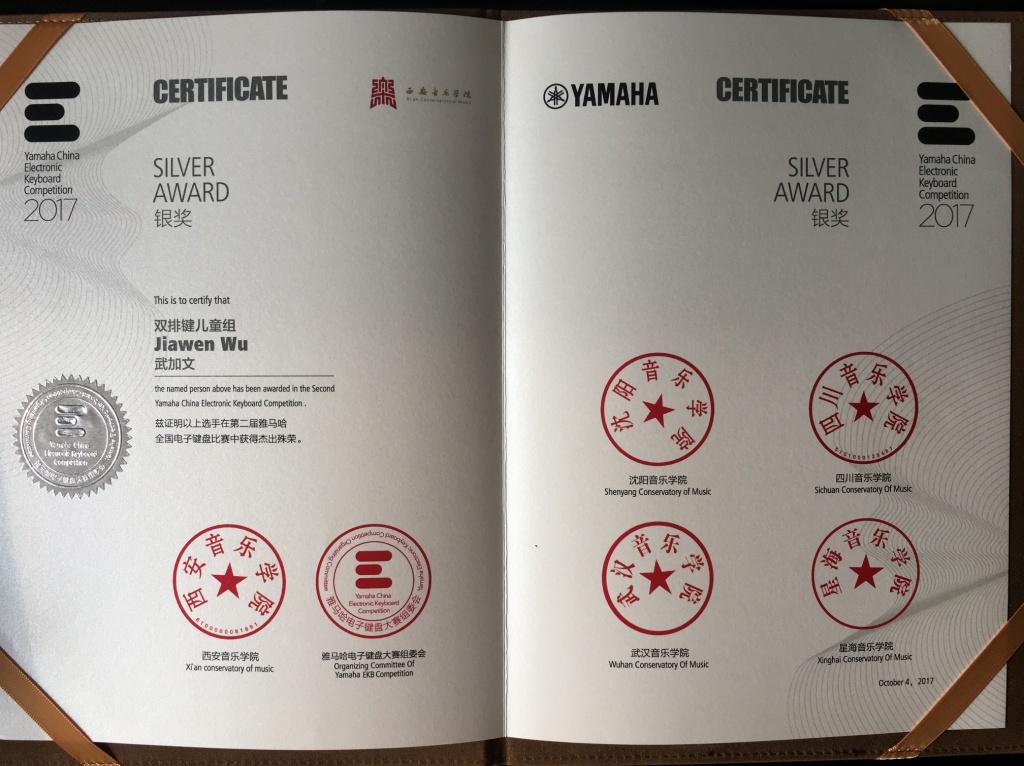 CERTIFICATE
西安音乐学院
Xi'an Conservatory of Music
Yamaha China
Electronic
Keyboard
Competition
2017
SILVER
AWARD
银奖
This is to certify that
双排键儿童组
Jiawen Wu
武加文
the named person above has been awarded in the Second
Yamaha China Electronic Keyboard Competition .
兹证明以上选手在第二届雅马哈
全国电子键盘比赛中获得杰出殊荣。
Yamaha China
Electronic Keyboard
Competition
西安音乐学院
西安音乐学院
Xi'an conservatory of music
Yamaha China
Electronic Keyboard
Competition
雅马哈电子键盘大赛组委会
雅马哈电子键盘大赛组委会
Organizing Committee Of
Yamaha EKB Competition
YAMAHA
CERTIFICATE
Yamaha China
Electronic
Keyboard
Competition
2017
SILVER
AWARD
银奖
沈阳音乐学院
沈阳音乐学院
Shenyang Conservatory Of Music
四川音乐学院
四川音乐学院
Sichuan Conservatory Of Music
武汉音乐学院
武汉音乐学院
Wuhan Conservatory Of Music
星海音乐学院
星海音乐学院
Xinghai Conservatory Of Music
October 4，2017